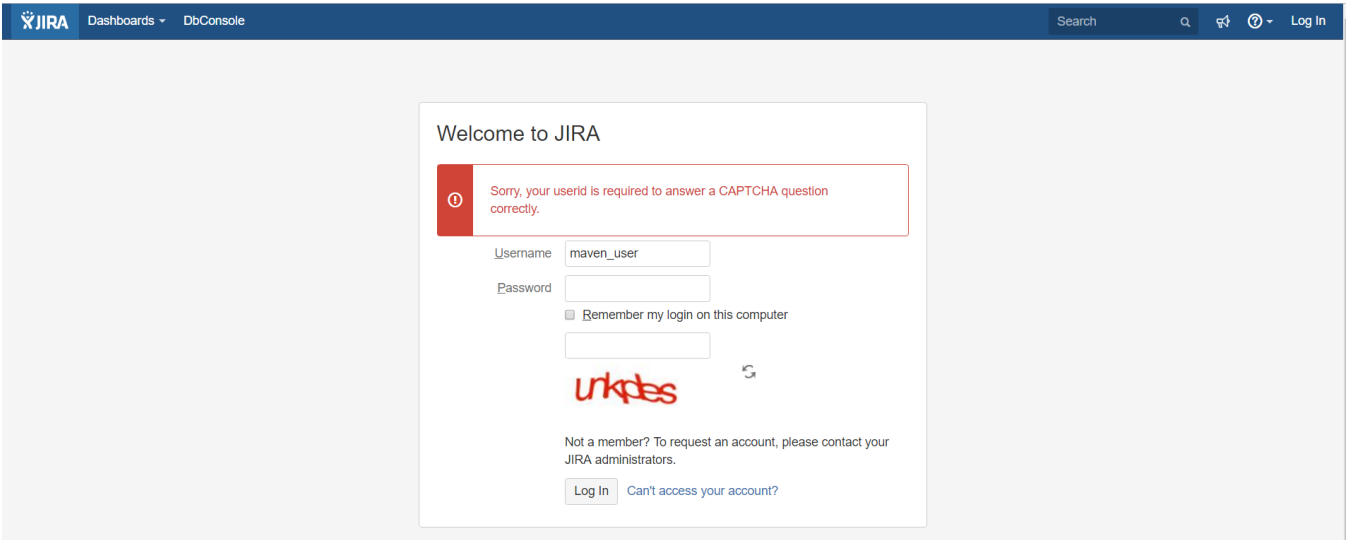 JIRA
Dashboards
DbConsole
Search
Log In
Welcome to JIRA
Sorry, your userid is required to answer a CAPTCHA question
correctly.
Username
maven_user
Password
Remember my login on this computer
Not a member? To request an account, please contact your
JIRA administrators.
Log In
Can't access your account?